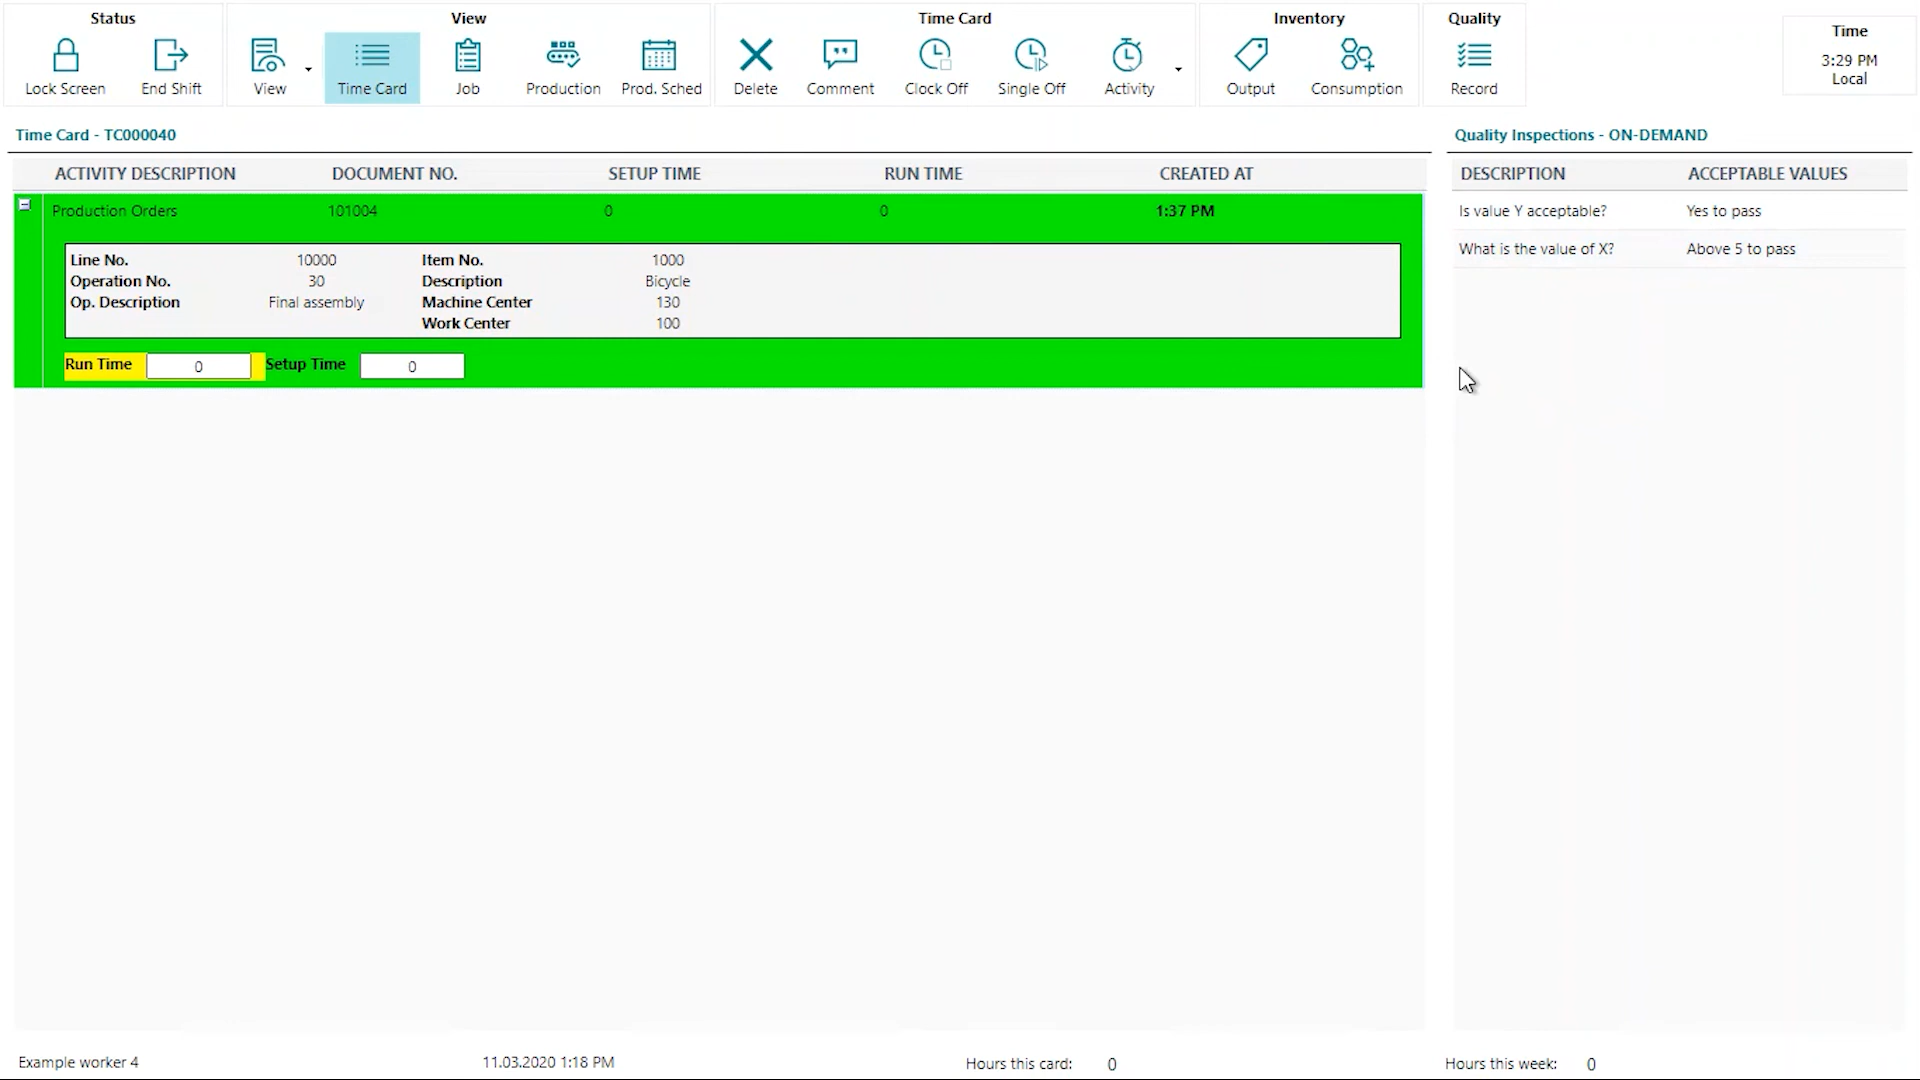 Status
View
Time Card
Inventory
Quality
Time
Lock Screen
End Shift
View
Time Card
Job
Production
Prod. Sched
Delete
Comment
Clock Off
Single Off
Activity
Output
Consumption
Record
3:29 PM
Local
Time Card - TC000040
ACTIVITY DESCRIPTION DOCUMENT NO. SETUP TIME RUN TIME CREATED AT
Production Orders 101004 0 0 1:37 PM
Line No. 10000 Item No. 1000
Operation No. 30 Description Bicycle
Op. Description Final assembly Machine Center 130
Work Center 100
Run Time 0 Setup Time 0
Quality Inspections - ON-DEMAND
DESCRIPTION ACCEPTABLE VALUES
Is value Y acceptable? Yes to pass
What is the value of X? Above 5 to pass
Example worker 4 11.03.2020 1:18 PM Hours this card: 0 Hours this week: 0